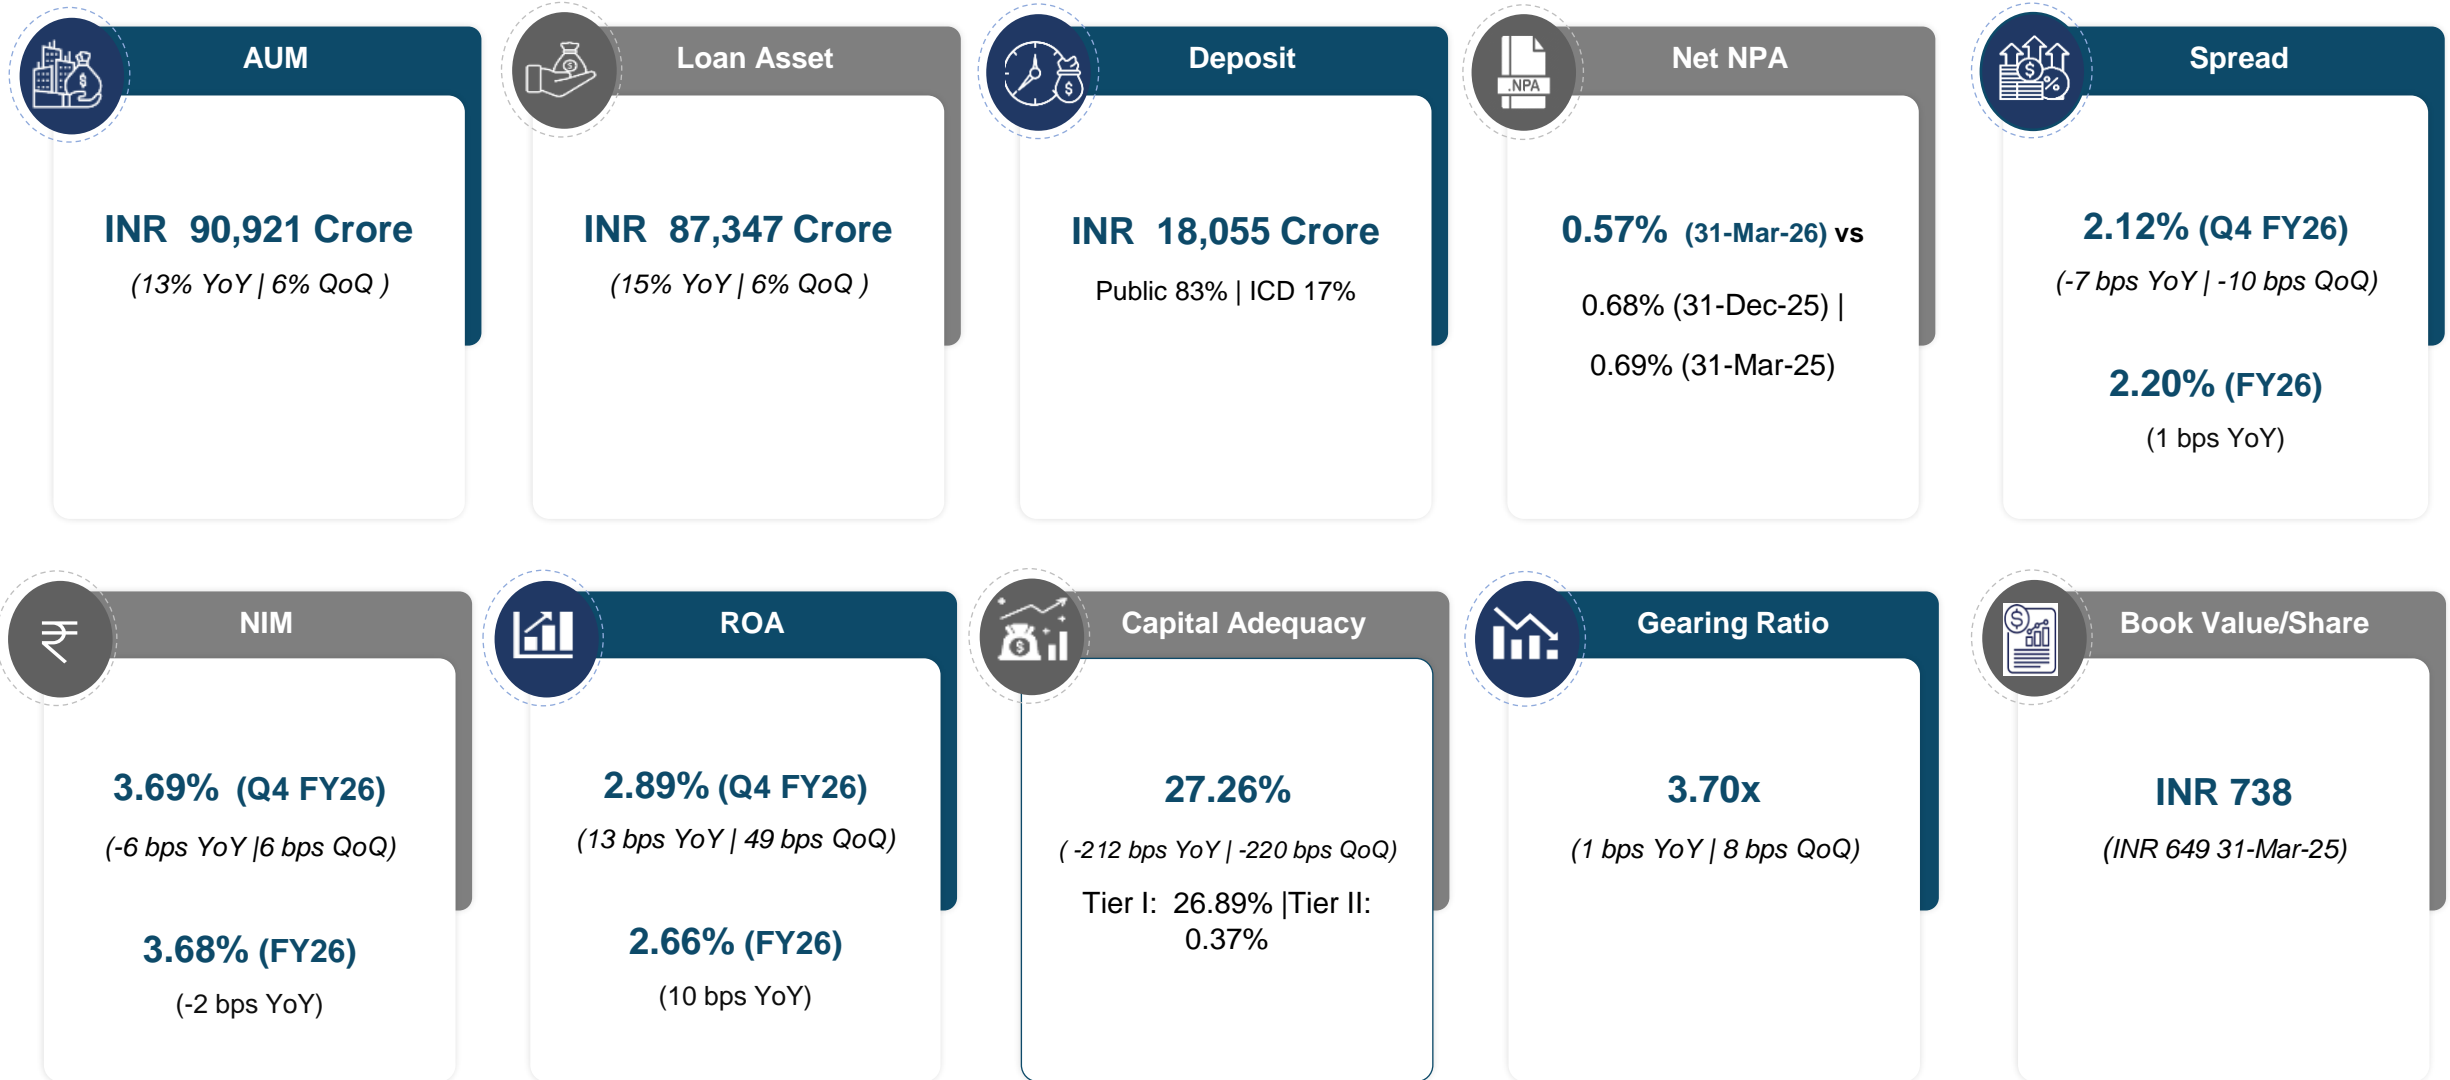 AUM
INR 90,921 Crore
(13% YoY | 6% QoQ )
Loan Asset
INR 87,347 Crore
(15% YoY | 6% QoQ )
Deposit
INR 18,055 Crore
Public 83% | ICD 17%
.NPA
Net NPA
0.57% (31-Mar-26) vs
0.68% (31-Dec-25) |
0.69% (31-Mar-25)
Spread
2.12% (Q4 FY26)
(-7 bps YoY | -10 bps QoQ)
2.20% (FY26)
(1 bps YoY)
₹
NIM
3.69% (Q4 FY26)
(-6 bps YoY |6 bps QoQ)
3.68% (FY26)
(-2 bps YoY)
ROA
2.89% (Q4 FY26)
(13 bps YoY | 49 bps QoQ)
2.66% (FY26)
(10 bps YoY)
Capital Adequacy
27.26%
( -212 bps YoY | -220 bps QoQ)
Tier I: 26.89% |Tier II:
0.37%
Gearing Ratio
3.70x
(1 bps YoY | 8 bps QoQ)
Book Value/Share
INR 738
(INR 649 31-Mar-25)